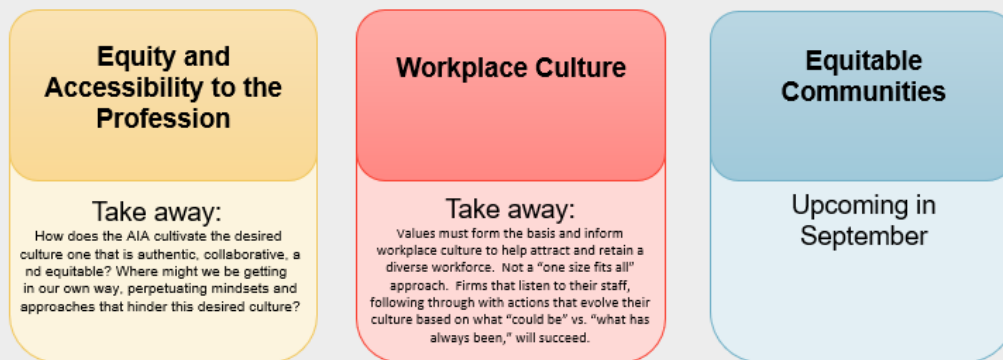 Equity and
Accessibility to the
Profession
Take away:
How does the AIA cultivate the desired
culture one that is authentic, collaborative, a
nd equitable? Where might we be getting
in our own way, perpetuating mindsets and
approaches that hinder this desired culture?
Workplace Culture
Take away:
Values must form the basis and inform
workplace culture to help attract and retain a
diverse workforce.  Not a “one size fits all”
approach.  Firms that listen to their staff,
following through with actions that evolve their
culture based on what “could be” vs. “what has
always been,” will succeed.
Equitable
Communities
Upcoming in
September